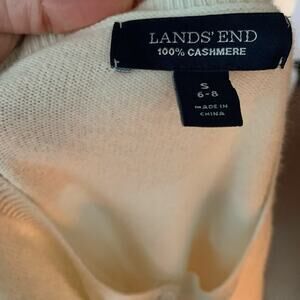 LANDS' END
100% CASHMERE
S
6-8
MADE IN
CHINA